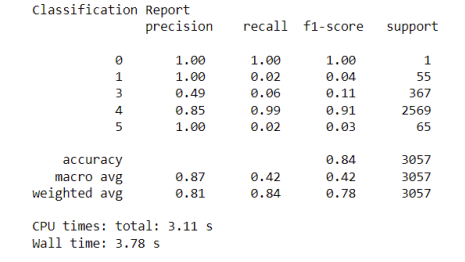 Classification Report
precision recall f1-score support
0 1.00 1.00 1.00 1
1 1.00 0.02 0.04 55
3 0.49 0.06 0.11 367
4 0.85 0.99 0.91 2569
5 1.00 0.02 0.03 65
accuracy 0.84 3057
macro avg 0.87 0.42 0.42 3057
weighted avg 0.81 0.84 0.78 3057
CPU times: total: 3.11 s
Wall time: 3.78 s